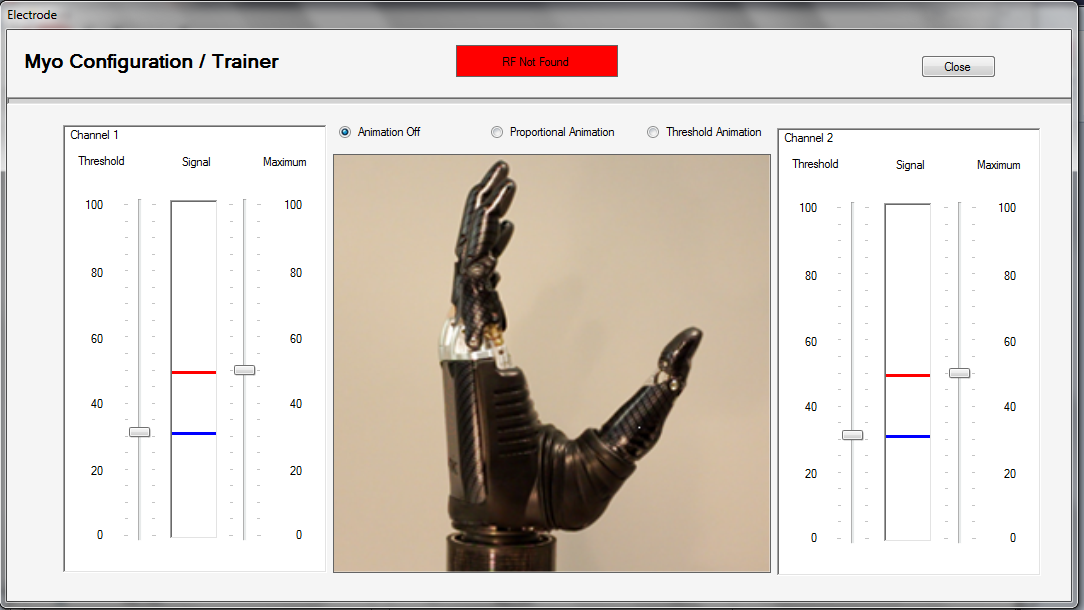 Electrode
Myo Configuration / Trainer
RF Not Found
Close
Channel 1
Threshold Signal Maximum
100 100
80 80
60 60
40 40
20 20
0 0
Animation Off Proportional Animation Threshold Animation
Channel 2
Threshold Signal Maximum
100 100
80 80
60 60
40 40
20 20
0 0